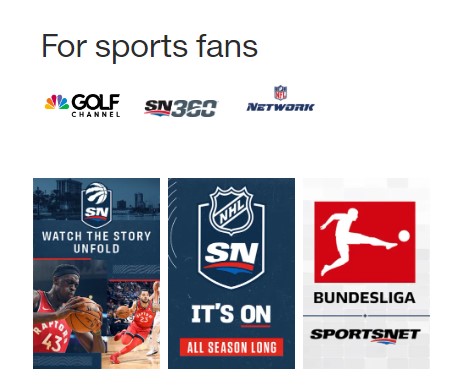 For sports fans
GOLF
CHANNEL
SN360
NFL
NETWORK
SN
WATCH THE STORY
UNFOLD
RAPTORS
43
23
NHL
SN
IT'S ON
ALL SEASON LONG
BUNDESLIGA
SPORTSNET